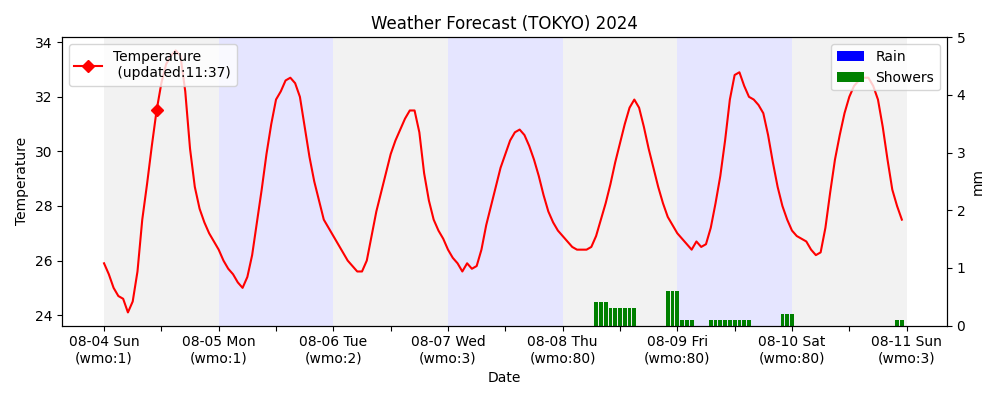 Weather Forecast (TOKYO) 2024
Temperature
(updated:11:37)
Rain
Showers
34
32
30
28
26
24
Temperature
5
4
3
2
1
0
mm
08-04 Sun 08-05 Mon 08-06 Tue 08-07 Wed 08-08 Thu 08-09 Fri 08-10 Sat 08-11 Sun
(wmo:1) (wmo:1) (wmo:2) (wmo:3) (wmo:80) (wmo:80) (wmo:80) (wmo:3)
Date